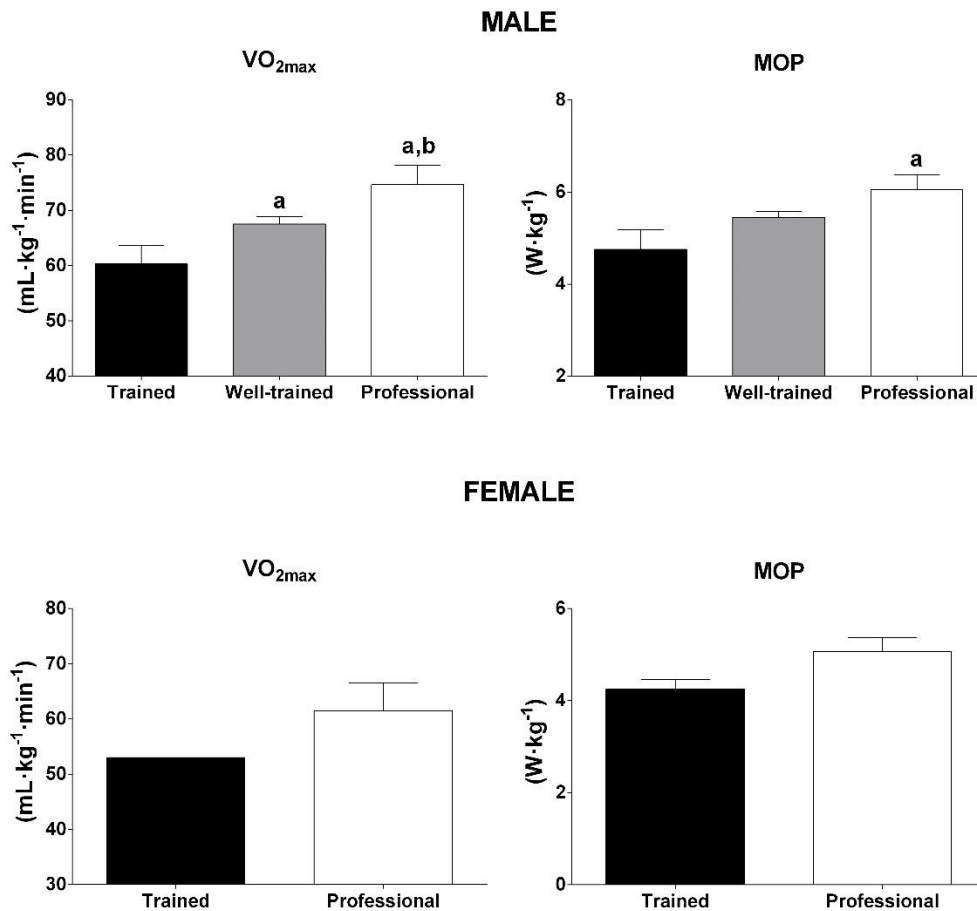 MALE
VO2max
MOP
90
80
70
60
50
40
(mL·kg-1·min-1)
a
a,b
Trained Well-trained Professional
8
6
4
2
(W·kg-1)
a
Trained Well-trained Professional
FEMALE
VO2max
MOP
80
70
60
50
40
30
(mL·kg-1·min-1)
Trained Professional
6
4
2
0
(W·kg-1)
Trained Professional